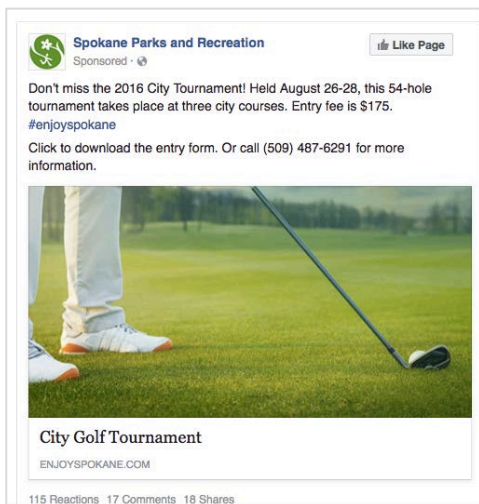 Spokane Parks and Recreation
Like Page
Sponsored ·
Don't miss the 2016 City Tournament! Held August 26-28, this 54-hole
tournament takes place at three city courses. Entry fee is $175.
#enjoyspokane
Click to download the entry form. Or call (509) 487-6291 for more
information.
City Golf Tournament
ENJOYSPOKANE.COM
115 Reactions 17 Comments 18 Shares